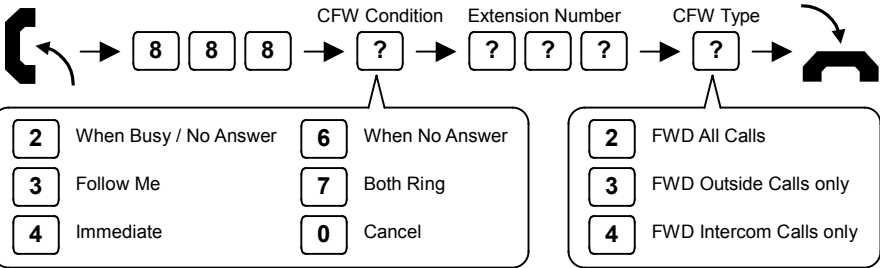 CFW Condition Extension Number CFW Type
8 8 8 ? ? ? ? ?
2 When Busy / No Answer 6 When No Answer 2 FWD All Calls
3 Follow Me 7 Both Ring 3 FWD Outside Calls only
4 Immediate 0 Cancel 4 FWD Intercom Calls only